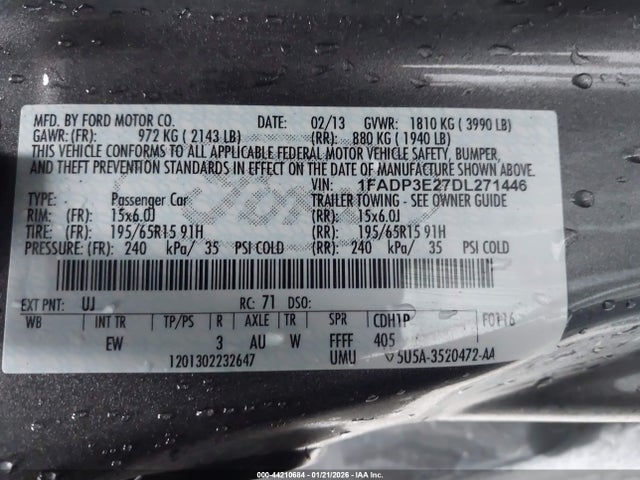 MFD. BY FORD MOTOR CO. DATE: 02/13 GVWR: 1810 KG ( 3990 LB)
GAWR: (FR): 972 KG ( 2143 LB) (RR): 880 KG ( 1940 LB)
THIS VEHICLE CONFORMS TO ALL APPLICABLE FEDERAL MOTOR VEHICLE SAFETY, BUMPER,
AND THEFT PREVENTION STANDARDS IN EFFECT ON THE DATE OF MANUFACTURE SHOWN ABOVE.
VIN: 1FADP3E27DL271446
TYPE: - Passenger Car TRAILER TOWING - SEE OWNER GUIDE
RIM: (FR): 15x6.0J (RR): 15x6.0J
TIRE: (FR): 195/65R15 91H (RR): 195/65R15 91H
PRESSURE: (FR): 240 kPa/ 35 PSI COLD (RR): 240 kPa/ 35 PSI COLD
EXT PNT: UJ RC: 71 DSO:
WB INT TR TP/PS R AXLE TR SPR CDH1P F0116
EW 3 AU W FFFF 405
1201302232647 UMU 5U5A-3520472-AA
000-44210684 | 01/21/2026 - IAA Inc.